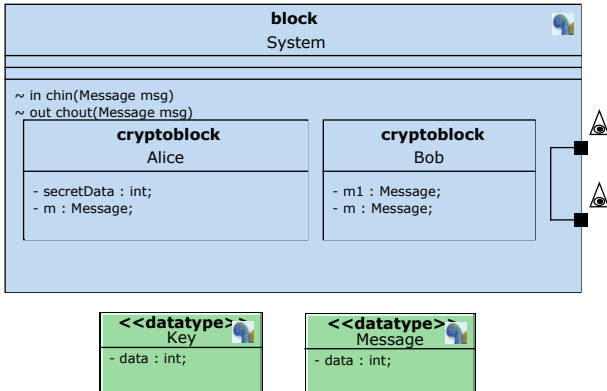 block
System
~ in chin(Message msg)
~ out chout(Message msg)
cryptoblock
Alice
- secretData : int;
- m : Message;
cryptoblock
Bob
- m1 : Message;
- m : Message;
<<datatype>>
Key
- data : int;
<<datatype>>
Message
- data : int;